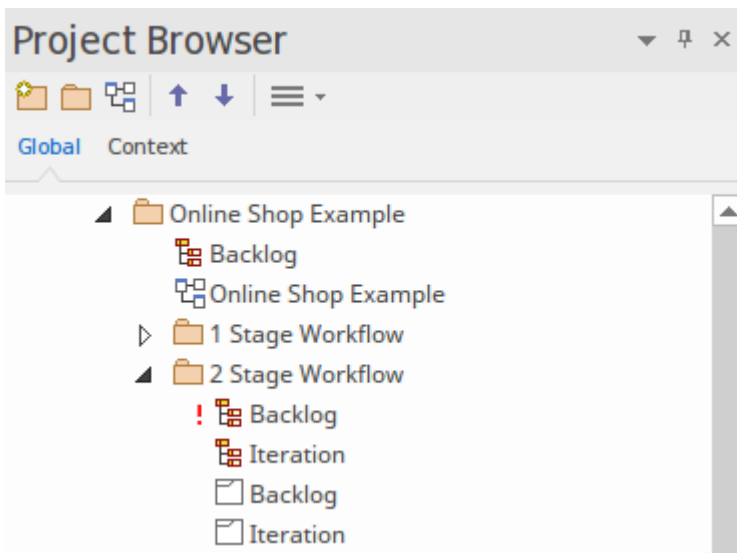 Project Browser
Global Context
Online Shop Example
Backlog
Online Shop Example
1 Stage Workflow
2 Stage Workflow
! Backlog
Iteration
Backlog
Iteration